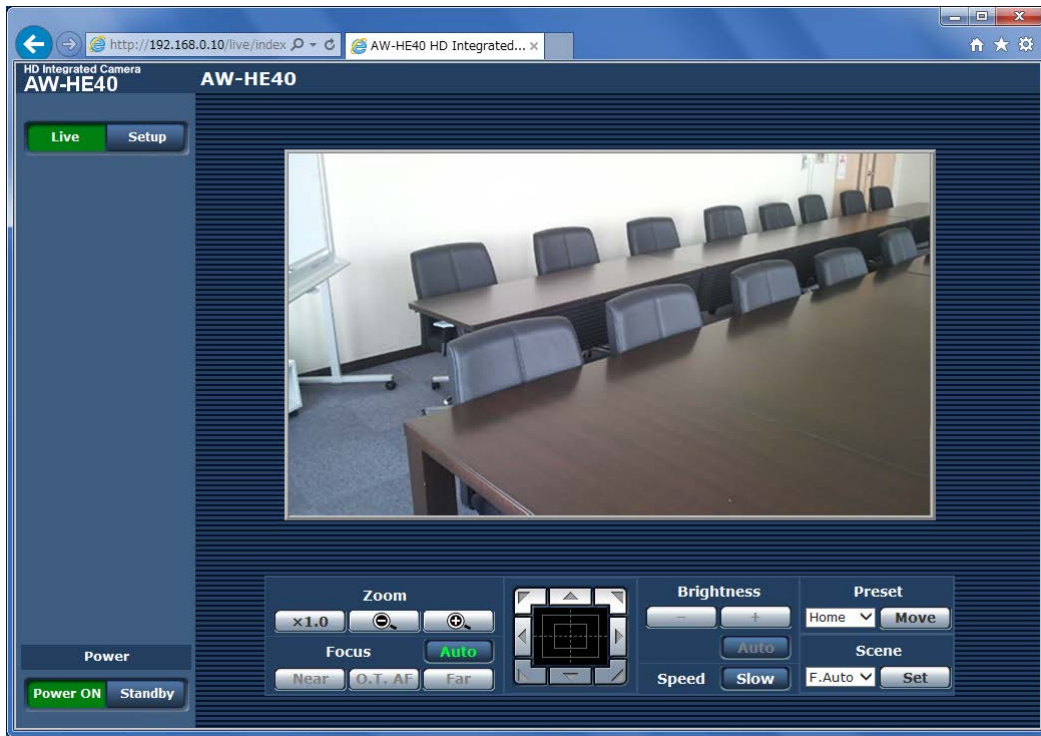 http://192.168.0.10/live/index
AW-HE40 HD Integrated...
HD Integrated Camera
AW-HE40
AW-HE40
Live
Setup
Zoom
×1.0
Focus
Auto
Near
O.T. AF
Far
Brightness
−
+
Auto
Speed
Slow
Preset
Home
Move
Scene
F.Auto
Set
Power
Power ON
Standby